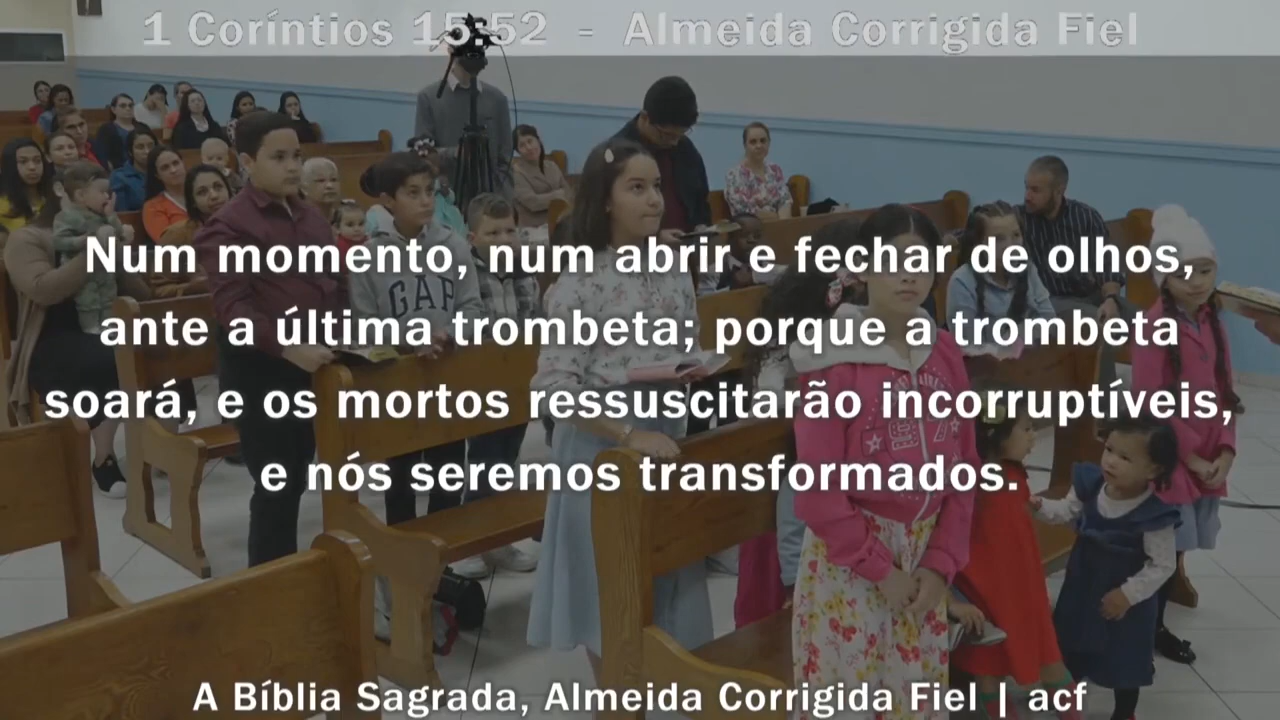 1 Coríntios 15:52 - Almeida Corrigida Fiel
Num momento, num abrir e fechar de olhos,
ante a última trombeta; porque a trombeta
soará, e os mortos ressuscitarão incorruptíveis,
e nós seremos transformados.
GAP
A Bíblia Sagrada, Almeida Corrigida Fiel | acf